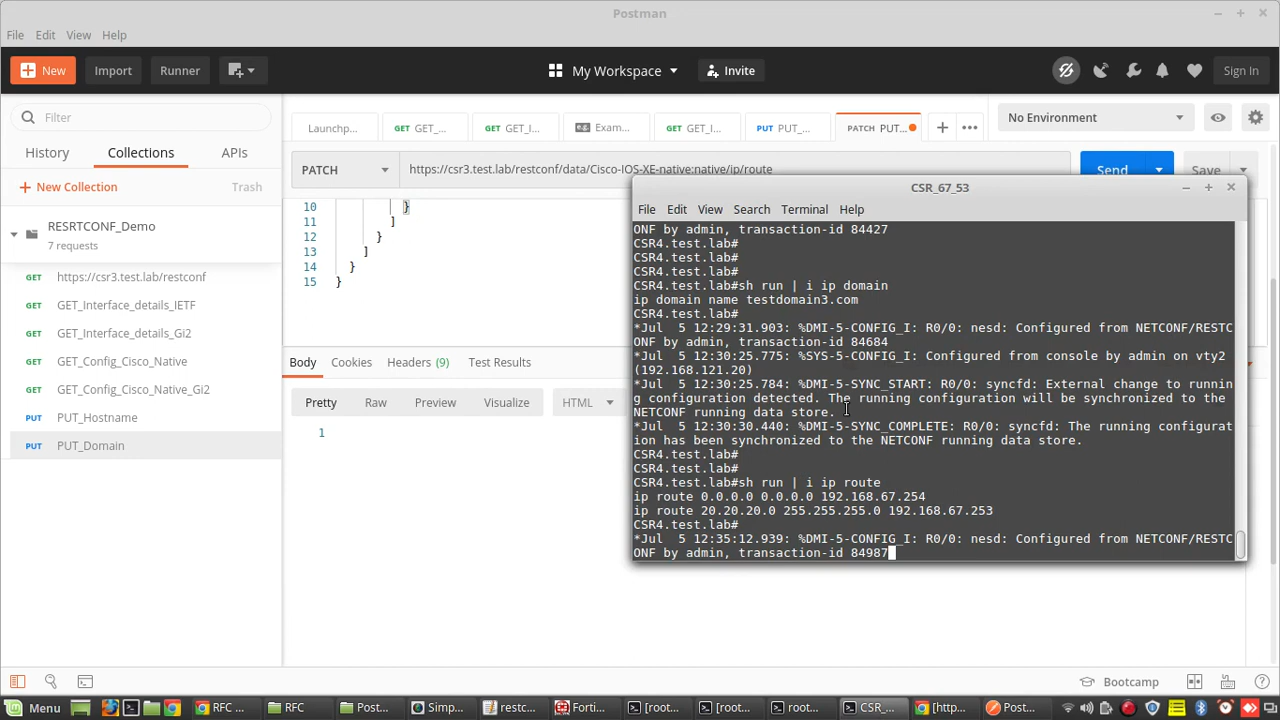 Postman
File Edit View Help
New Import Runner My Workspace Invite Sign In
Filter
Launchp... GET GET_... GET GET_I... Exam... GET GET_I... PUT PUT_... PATCH PUT... No Environment
History Collections APIs
PATCH https://csr3.test.lab/restconf/data/Cisco-IOS-XE-native:native/ip/route Send Save
New Collection Trash
RESRTCONF_Demo
7 requests
GET https://csr3.test.lab/restconf
GET GET_Interface_details_IETF
GET GET_Interface_details_Gi2
GET GET_Config_Cisco_Native
GET GET_Config_Cisco_Native_Gi2
PUT PUT_Hostname
PUT PUT_Domain
10 }
11 ]
12 }
13 ]
14 }
15 }
Body Cookies Headers (9) Test Results
Pretty Raw Preview Visualize HTML
1
CSR_67_53
File Edit View Search Terminal Help
ONF by admin, transaction-id 84427
CSR4.test.lab#
CSR4.test.lab#
CSR4.test.lab#
CSR4.test.lab#sh run | i ip domain
ip domain name testdomain3.com
CSR4.test.lab#
*Jul  5 12:29:31.903: %DMI-5-CONFIG_I: R0/0: nesd: Configured from NETCONF/RESTC
ONF by admin, transaction-id 84684
*Jul  5 12:30:25.775: %SYS-5-CONFIG_I: Configured from console by admin on vty2
(192.168.121.20)
*Jul  5 12:30:25.784: %DMI-5-SYNC_START: R0/0: syncfd: External change to runnin
g configuration detected. The running configuration will be synchronized to the
NETCONF running data store.
*Jul  5 12:30:30.440: %DMI-5-SYNC_COMPLETE: R0/0: syncfd: The running configurat
ion has been synchronized to the NETCONF running data store.
CSR4.test.lab#
CSR4.test.lab#
CSR4.test.lab#sh run | i ip route
ip route 0.0.0.0 0.0.0.0 192.168.67.254
ip route 20.20.20.0 255.255.255.0 192.168.67.253
CSR4.test.lab#
*Jul  5 12:35:12.939: %DMI-5-CONFIG_I: R0/0: nesd: Configured from NETCONF/RESTC
ONF by admin, transaction-id 84987
Bootcamp
Menu RFC ... RFC Post... Simp... restc... Forti... [root... [root... root... CSR_... [http... Post...